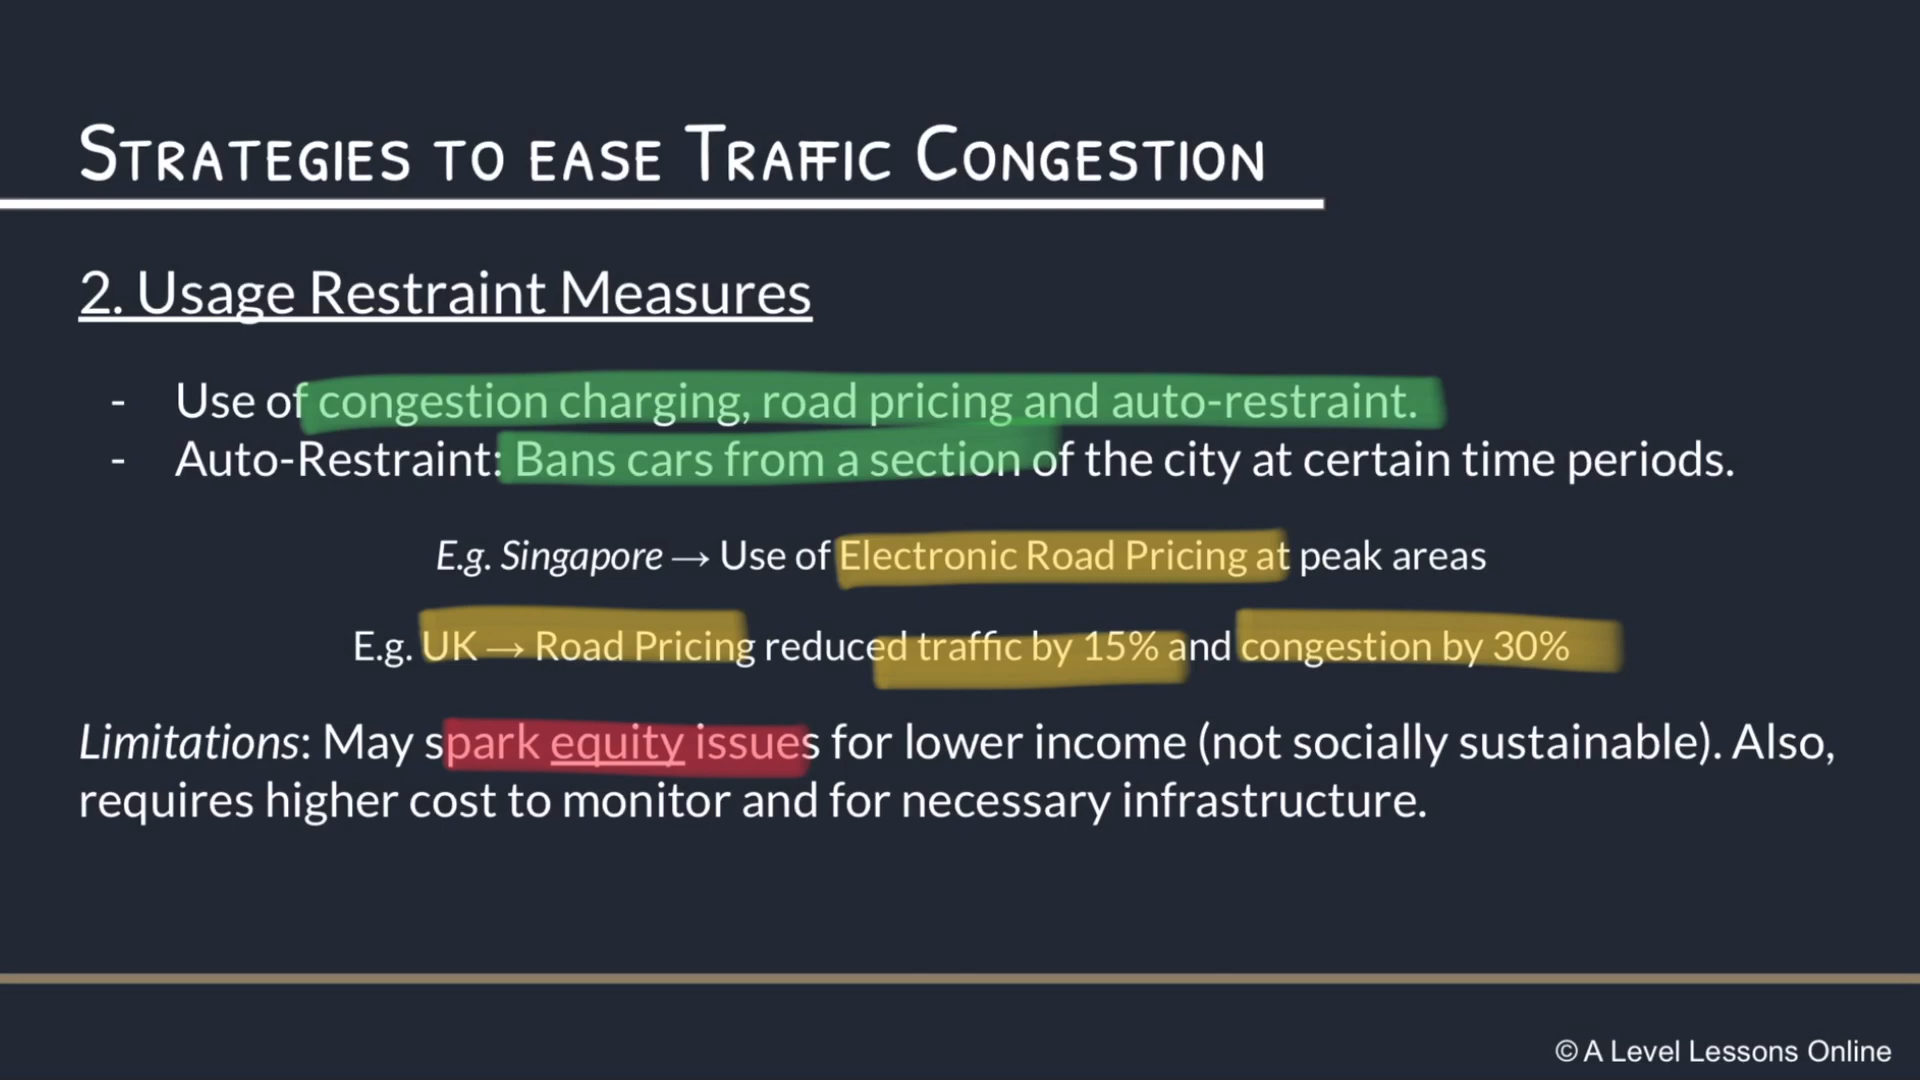 Strategies to ease Traffic Congestion
2. Usage Restraint Measures
- Use of congestion charging, road pricing and auto-restraint.
- Auto-Restraint: Bans cars from a section of the city at certain time periods.
E.g. Singapore → Use of Electronic Road Pricing at peak areas
E.g. UK → Road Pricing reduced traffic by 15% and congestion by 30%
Limitations: May spark equity issues for lower income (not socially sustainable). Also,
requires higher cost to monitor and for necessary infrastructure.
© A Level Lessons Online